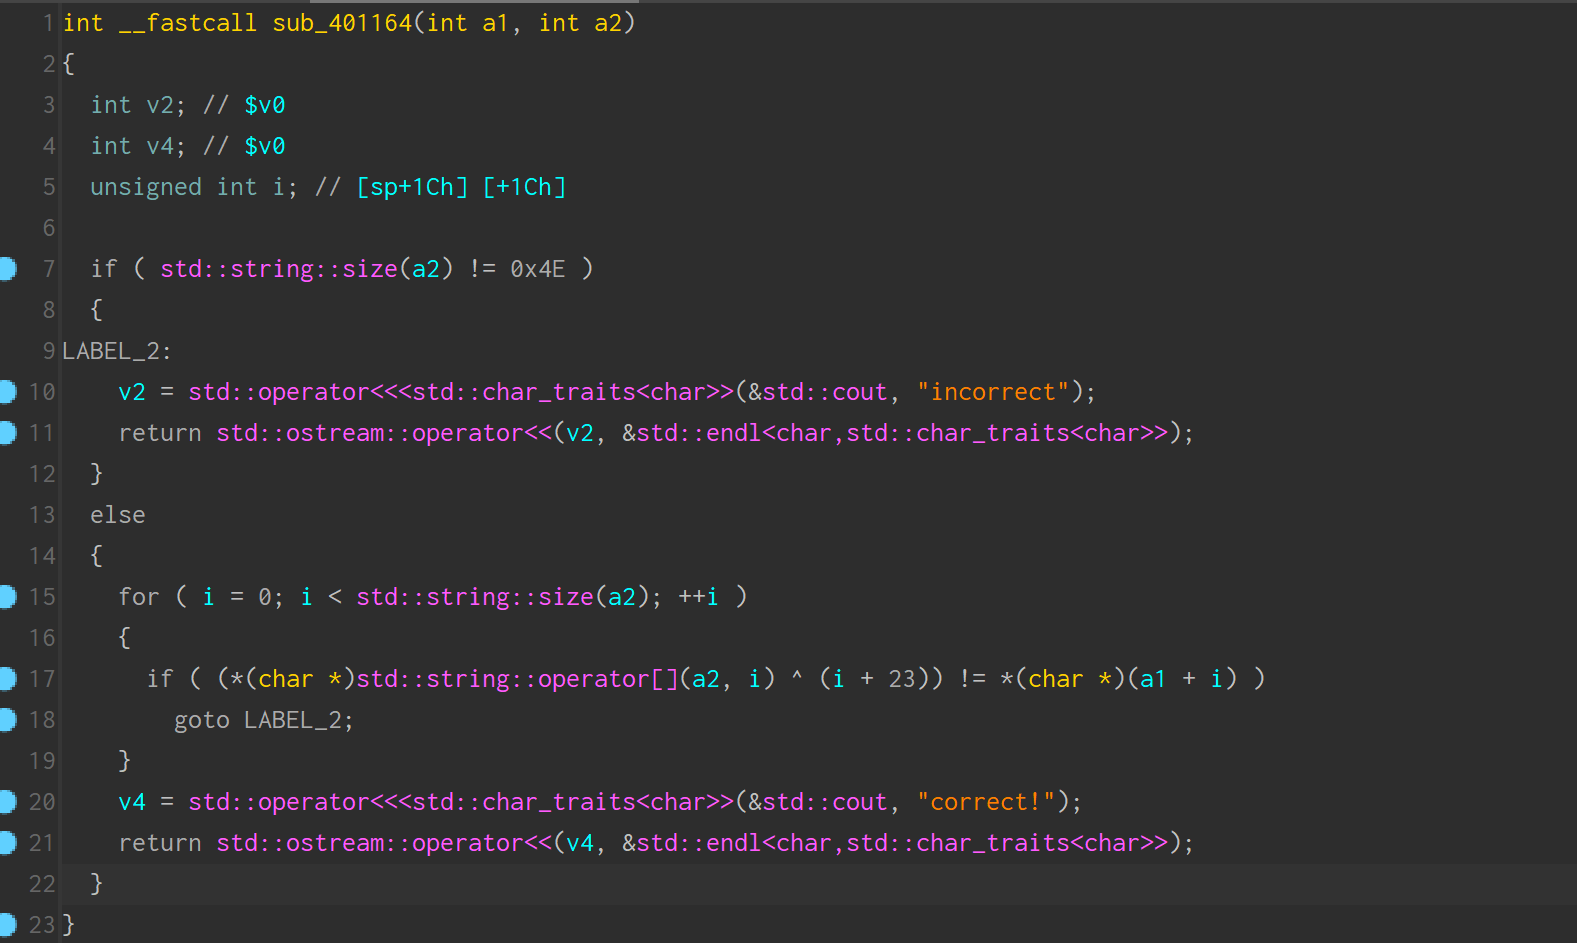 1 int __fastcall sub_401164(int a1, int a2)
2 {
3   int v2; // $v0
4   int v4; // $v0
5   unsigned int i; // [sp+1Ch] [+1Ch]
6
7   if ( std::string::size(a2) != 0x4E )
8   {
9 LABEL_2:
10     v2 = std::operator<<<std::char_traits<char>>(&std::cout, "incorrect");
11     return std::ostream::operator<<(v2, &std::endl<char,std::char_traits<char>>);
12   }
13   else
14   {
15     for ( i = 0; i < std::string::size(a2); ++i )
16     {
17       if ( (*(char *)std::string::operator[](a2, i) ^ (i + 23)) != *(char *)(a1 + i) )
18         goto LABEL_2;
19     }
20     v4 = std::operator<<<std::char_traits<char>>(&std::cout, "correct!");
21     return std::ostream::operator<<(v4, &std::endl<char,std::char_traits<char>>);
22   }
23 }